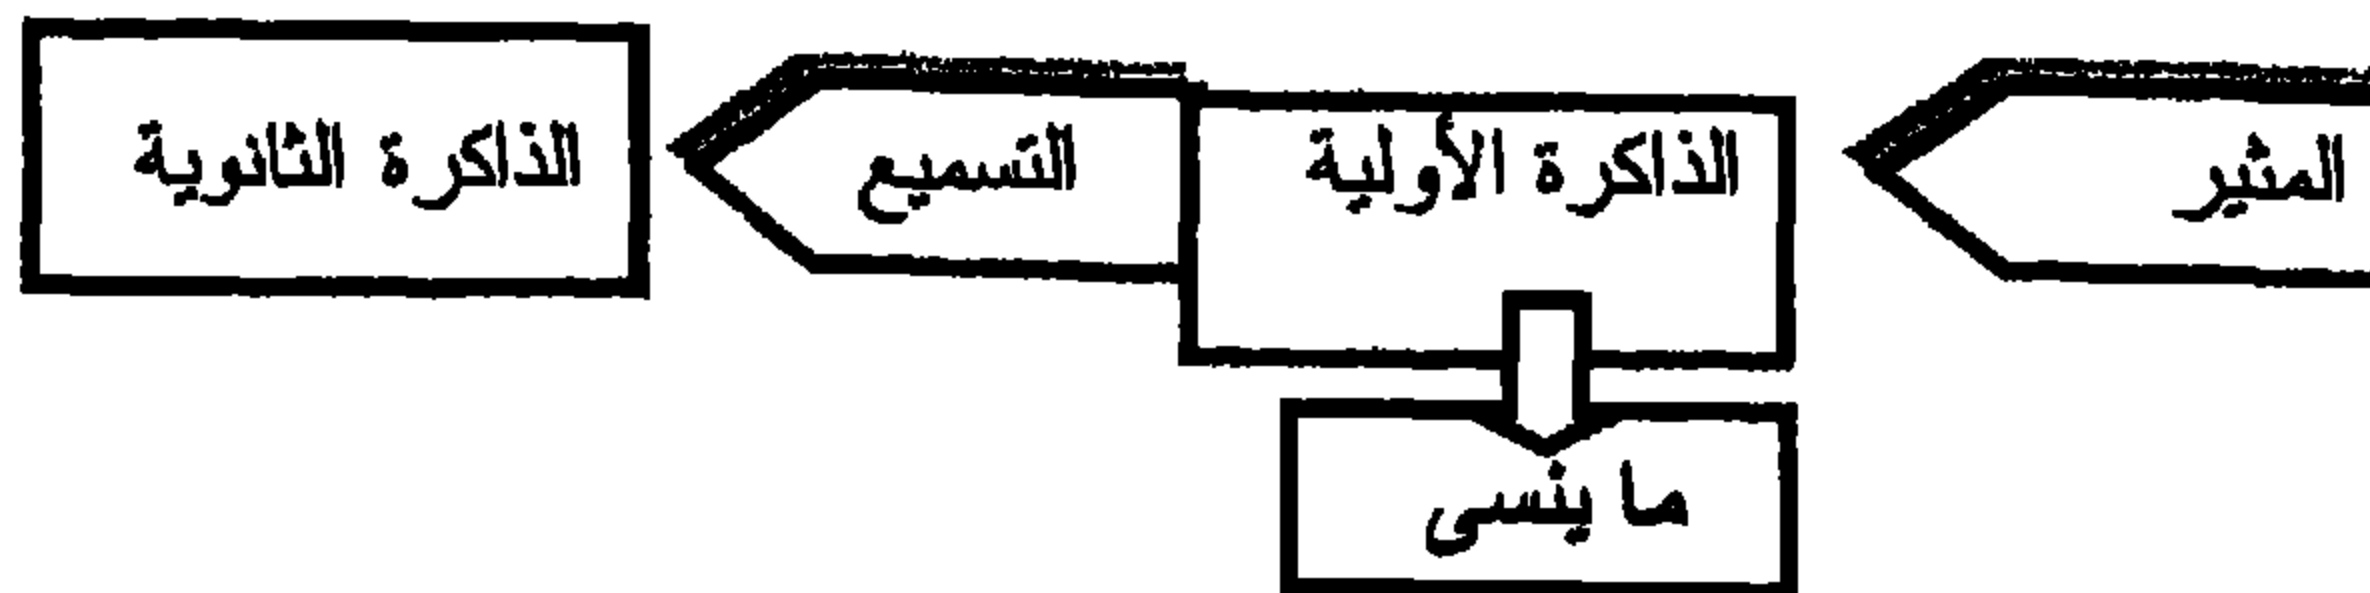 المثير
الذاكرة الأولية
التسميع
الذاكرة الثانوية
ما ينسى